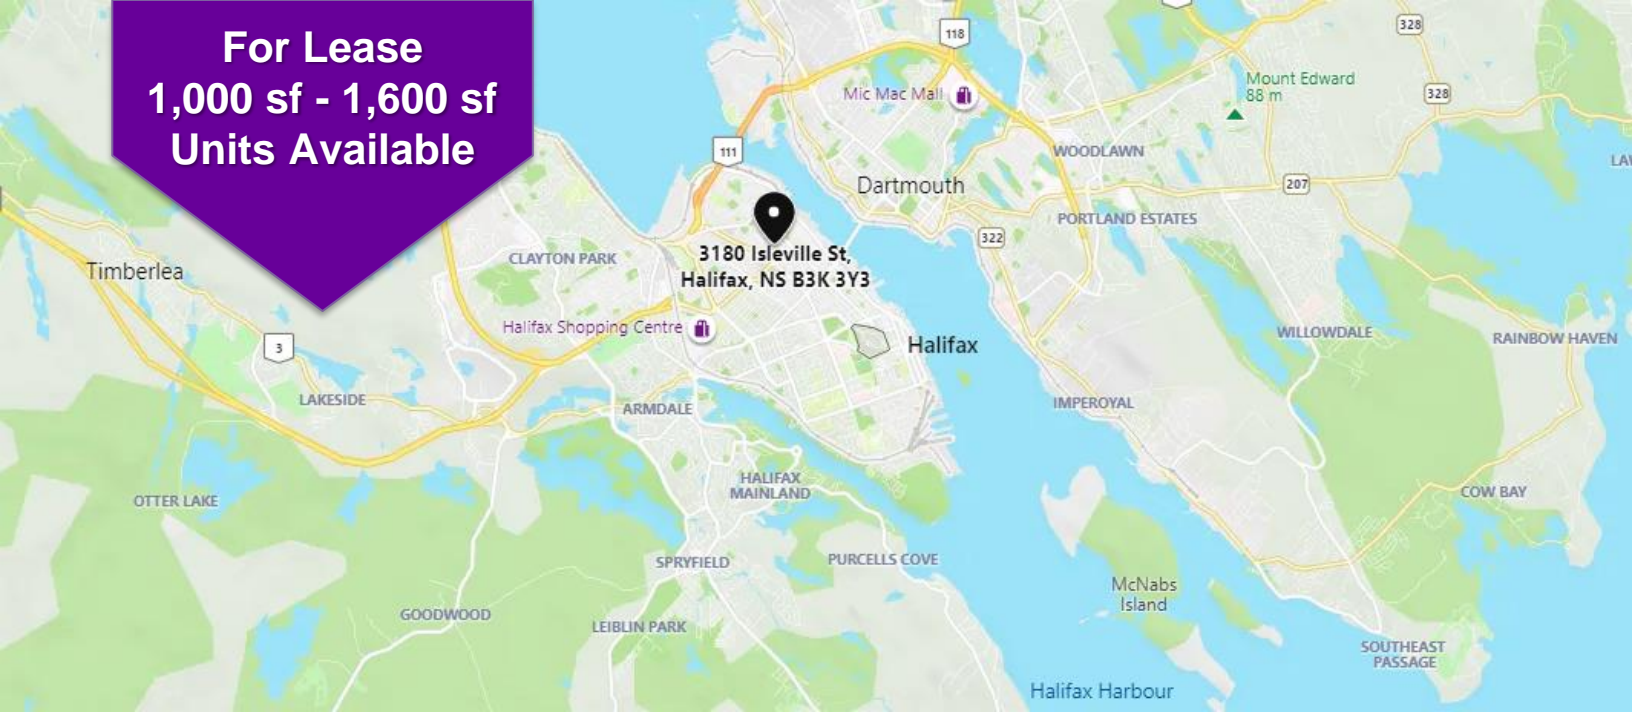 For Lease
1,000 sf - 1,600 sf
Units Available
118
328
Mount Edward
88 m
328
Mic Mac Mall
111
WOODLAWN
Dartmouth
207
PORTLAND ESTATES
322
3180 Isleville St,
Halifax, NS B3K 3Y3
CLAYTON PARK
Timberlea
Halifax Shopping Centre
Halifax
3
WILLOWDALE
RAINBOW HAVEN
LAKESIDE
ARMDALE
IMPEROYAL
HALIFAX
MAINLAND
OTTER LAKE
COW BAY
SPRYFIELD
PURCELLS COVE
McNabs
Island
GOODWOOD
LEIBLIN PARK
SOUTHEAST
PASSAGE
Halifax Harbour